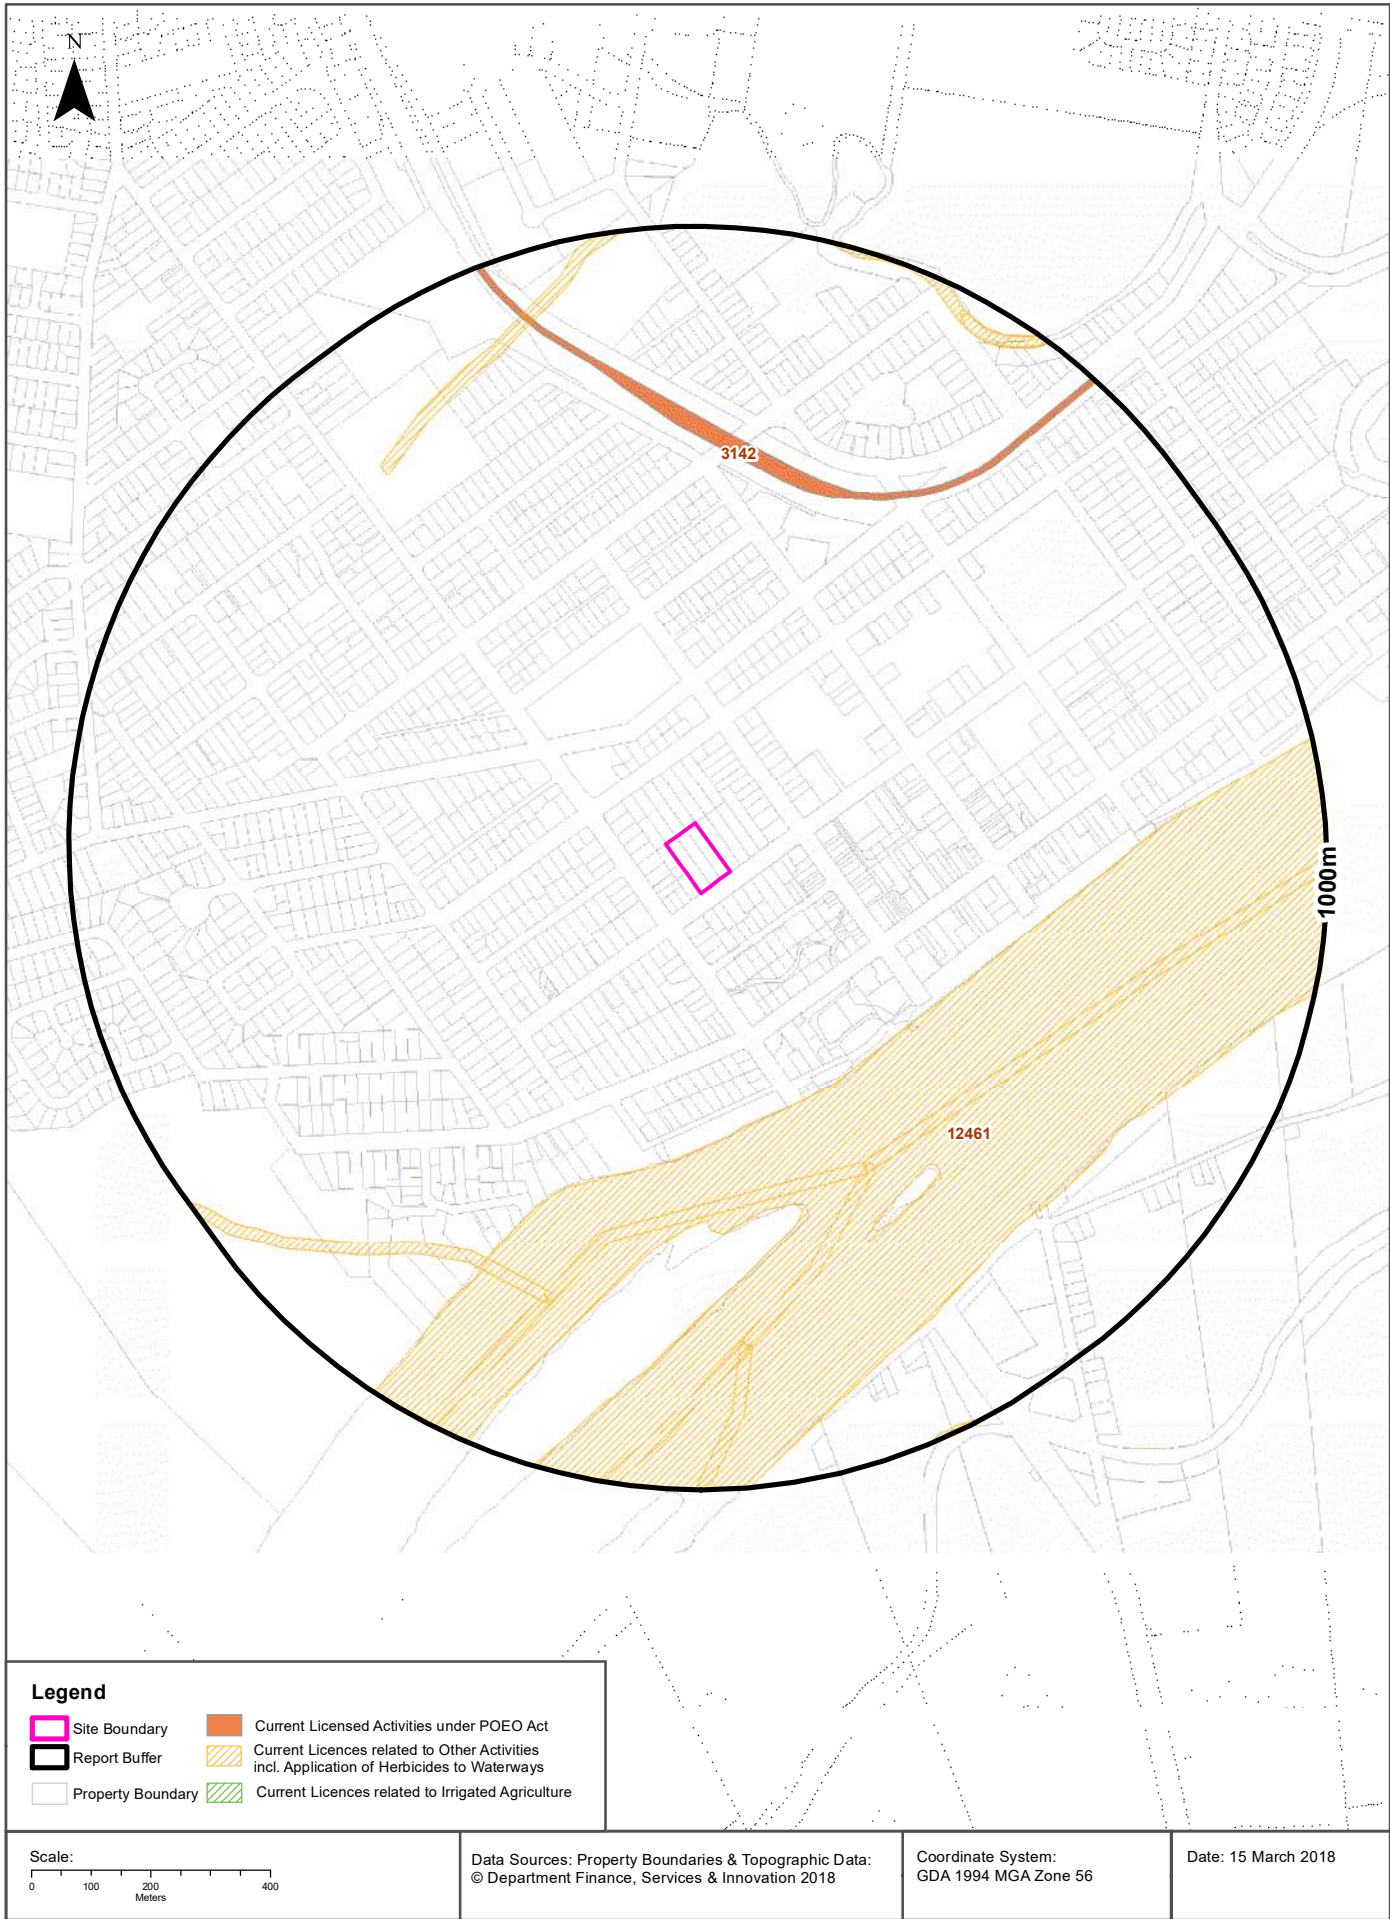 N
3142
1000m
12461
Legend
Site Boundary
Current Licensed Activities under POEO Act
Report Buffer
Current Licences related to Other Activities
incl. Application of Herbicides to Waterways
Property Boundary
Current Licences related to Irrigated Agriculture
Scale:
0 100 200 400
Meters
Data Sources: Property Boundaries & Topographic Data:
© Department Finance, Services & Innovation 2018
Coordinate System:
GDA 1994 MGA Zone 56
Date: 15 March 2018